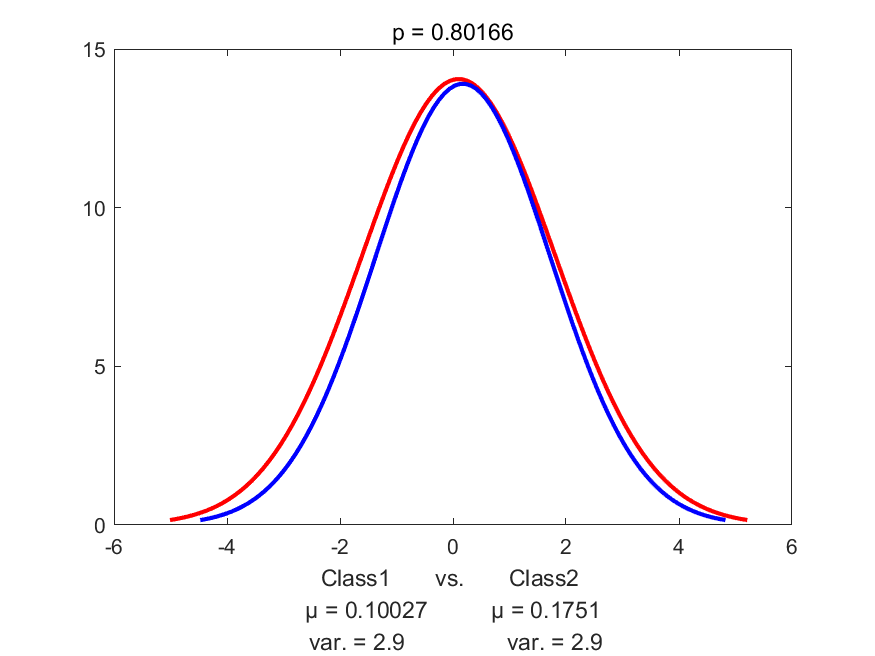 p = 0.80166
15
10
5
0
-6 -4 -2 0 2 4 6
Class1 vs. Class2
μ = 0.10027 μ = 0.1751
var. = 2.9 var. = 2.9